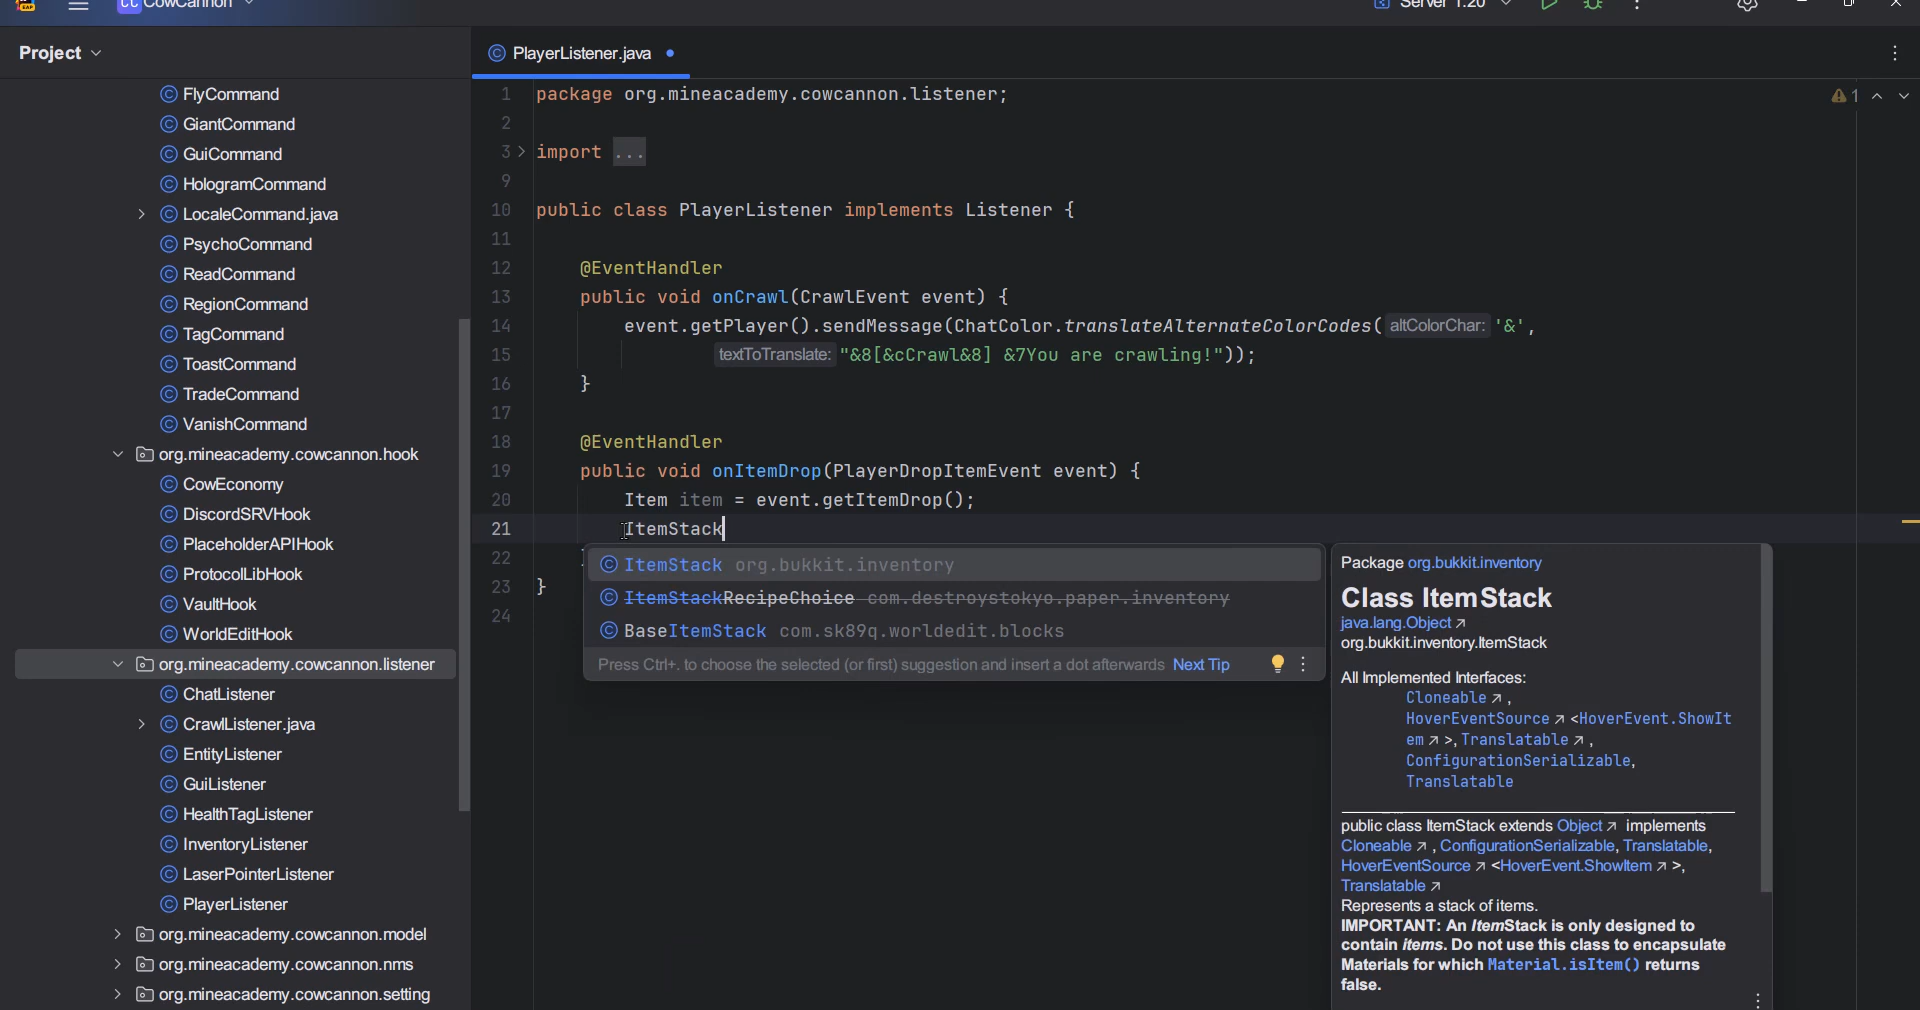 CowCannon
Server 1.20
Project
FlyCommand
GiantCommand
GuiCommand
HologramCommand
LocaleCommand.java
PsychoCommand
ReadCommand
RegionCommand
TagCommand
ToastCommand
TradeCommand
VanishCommand
org.mineacademy.cowcannon.hook
CowEconomy
DiscordSRVHook
PlaceholderAPIHook
ProtocolLibHook
VaultHook
WorldEditHook
org.mineacademy.cowcannon.listener
ChatListener
CrawlListener.java
EntityListener
GuiListener
HealthTagListener
InventoryListener
LaserPointerListener
PlayerListener
org.mineacademy.cowcannon.model
org.mineacademy.cowcannon.nms
org.mineacademy.cowcannon.setting
PlayerListener.java
1
1 package org.mineacademy.cowcannon.listener;
2
3 import ...
9
10 public class PlayerListener implements Listener {
11
12 @EventHandler
13 public void onCrawl(CrawlEvent event) {
14 event.getPlayer().sendMessage(ChatColor.translateAlternateColorCodes( altColorChar: '&',
15 textToTranslate: "&8[&cCrawl&8] &7You are crawling!"));
16 }
17
18 @EventHandler
19 public void onItemDrop(PlayerDropItemEvent event) {
20 Item item = event.getItemDrop();
21 ItemStack
22
23 }
24
ItemStack org.bukkit.inventory
ItemStackRecipeChoice com.destroystokyo.paper.inventory
BaseItemStack com.sk89q.worldedit.blocks
Press Ctrl+. to choose the selected (or first) suggestion and insert a dot afterwards Next Tip
Package org.bukkit.inventory
Class ItemStack
java.lang.Object
org.bukkit.inventory.ItemStack
All Implemented Interfaces:
Cloneable ,
HoverEventSource <HoverEvent.ShowIt
em >, Translatable ,
ConfigurationSerializable,
Translatable
public class ItemStack extends Object implements
Cloneable , ConfigurationSerializable, Translatable,
HoverEventSource <HoverEvent.ShowItem >,
Translatable
Represents a stack of items.
IMPORTANT: An ItemStack is only designed to
contain items. Do not use this class to encapsulate
Materials for which Material.isItem() returns
false.